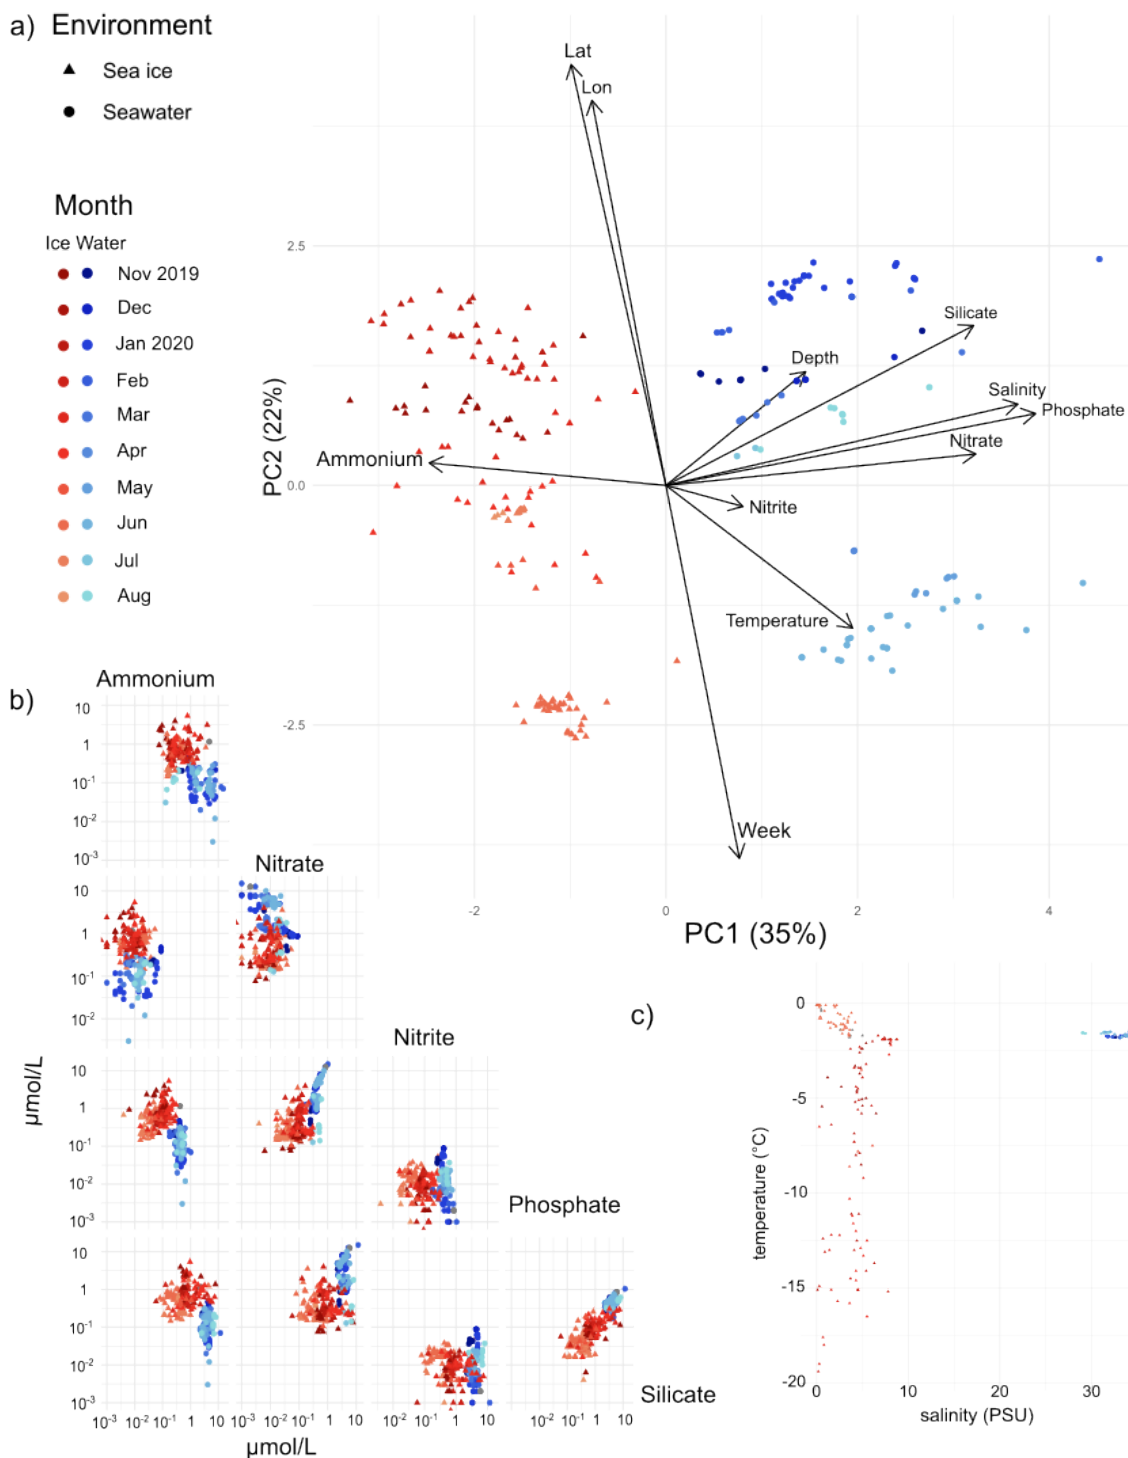 a) Environment
Sea ice
Seawater
Month
Ice Water
Nov 2019
Dec
Jan 2020
Feb
Mar
Apr
May
Jun
Jul
Aug
Lat
Lon
Silicate
Depth
Salinity
Phosphate
Nitrate
Ammonium
Nitrite
Temperature
Week
PC2 (22%)
2.5
0.0
-2.5
-2 0 2 4
PC1 (35%)
b)
Ammonium
10
1
10-1
10-2
10-3
Nitrate
10
1
10-1
10-2
Nitrite
µmol/L
10
1
10-1
10-2
10-3
Phosphate
10
1
10-1
10-2
10-3
Silicate
10-3 10-2 10-1 1 10 10-3 10-2 10-1 1 10 10-2 10-1 1 10 10-2 10-1 1 10
µmol/L
c)
temperature (°C)
0
-5
-10
-15
-20
0 10 20 30
salinity (PSU)